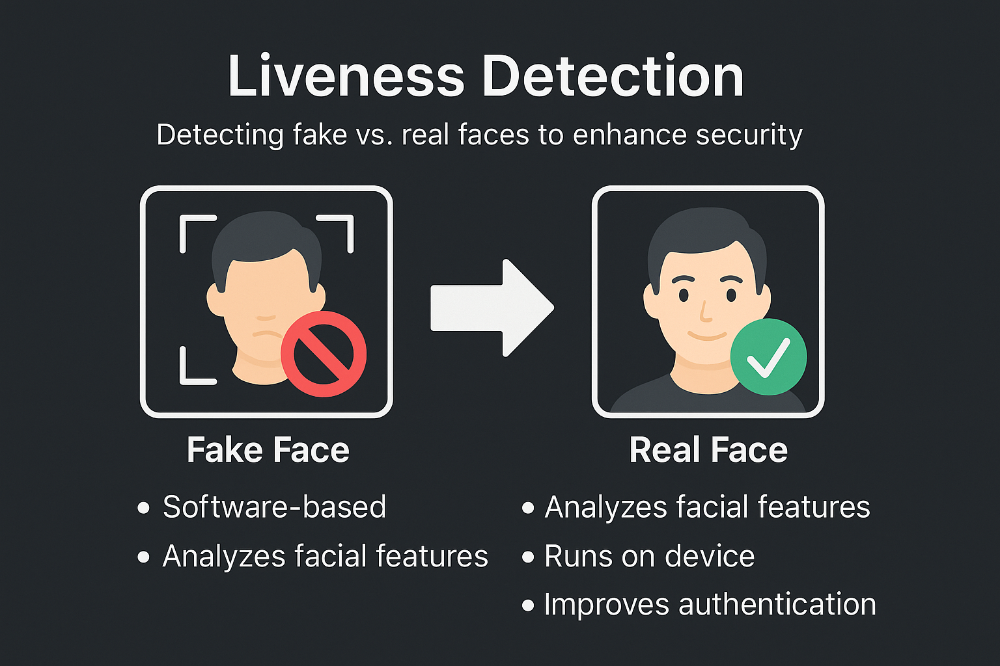 Liveness Detection
Detecting fake vs. real faces to enhance security
Fake Face
• Software-based
• Analyzes facial features
Real Face
• Analyzes facial features
• Runs on device
• Improves authentication